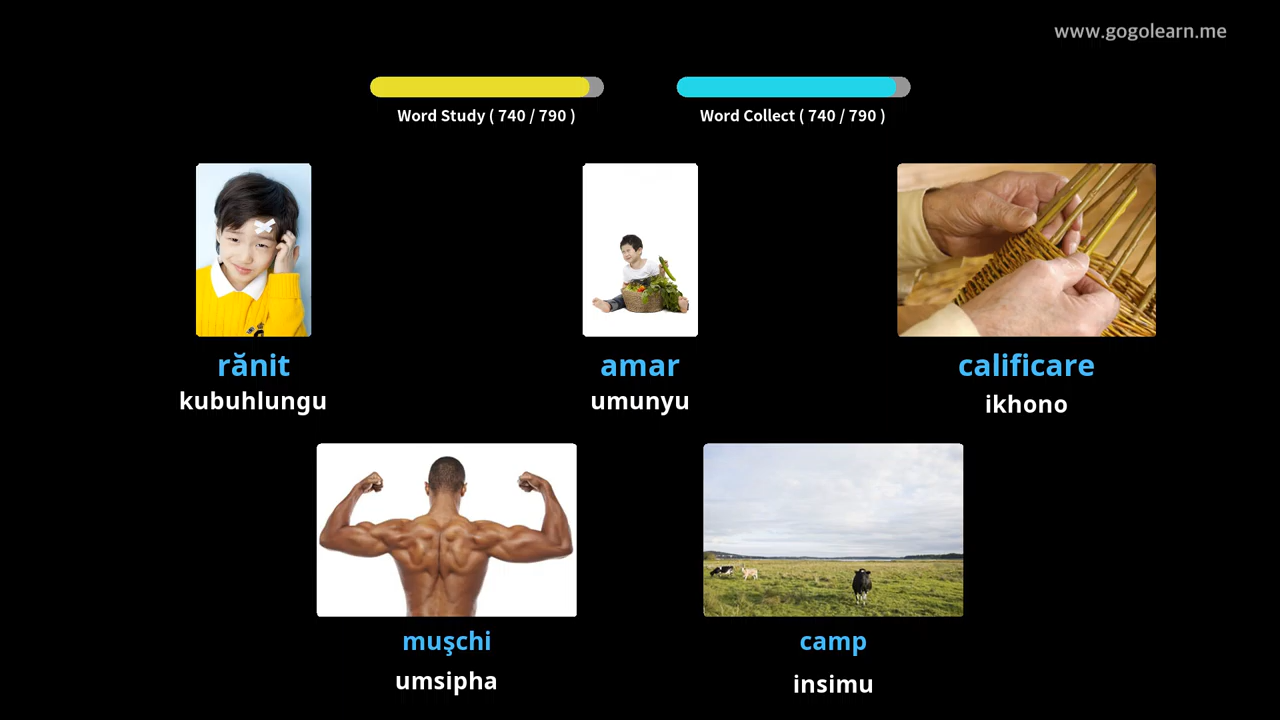 www.gogolearn.me
Word Study ( 740 / 790 )
Word Collect ( 740 / 790 )
rănit
kubuhlungu
amar
umunyu
calificare
ikhono
muşchi
umsipha
camp
insimu